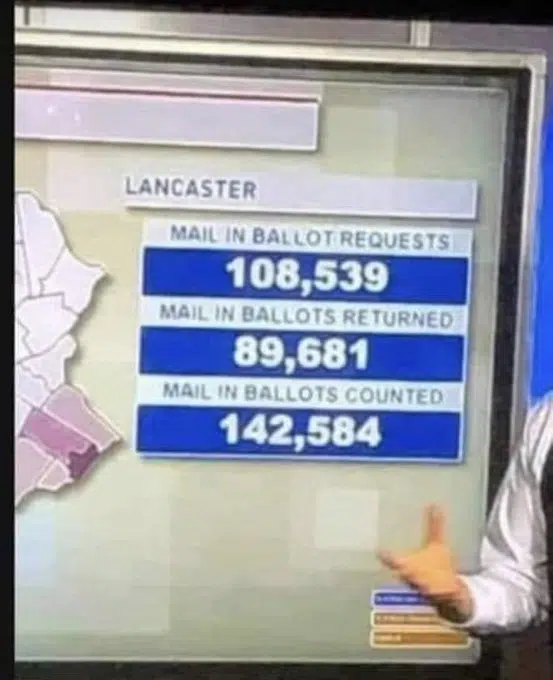 LANCASTER
MAIL IN BALLOT REQUESTS
108,539
MAIL IN BALLOTS RETURNED
89,681
MAIL IN BALLOTS COUNTED
142,584